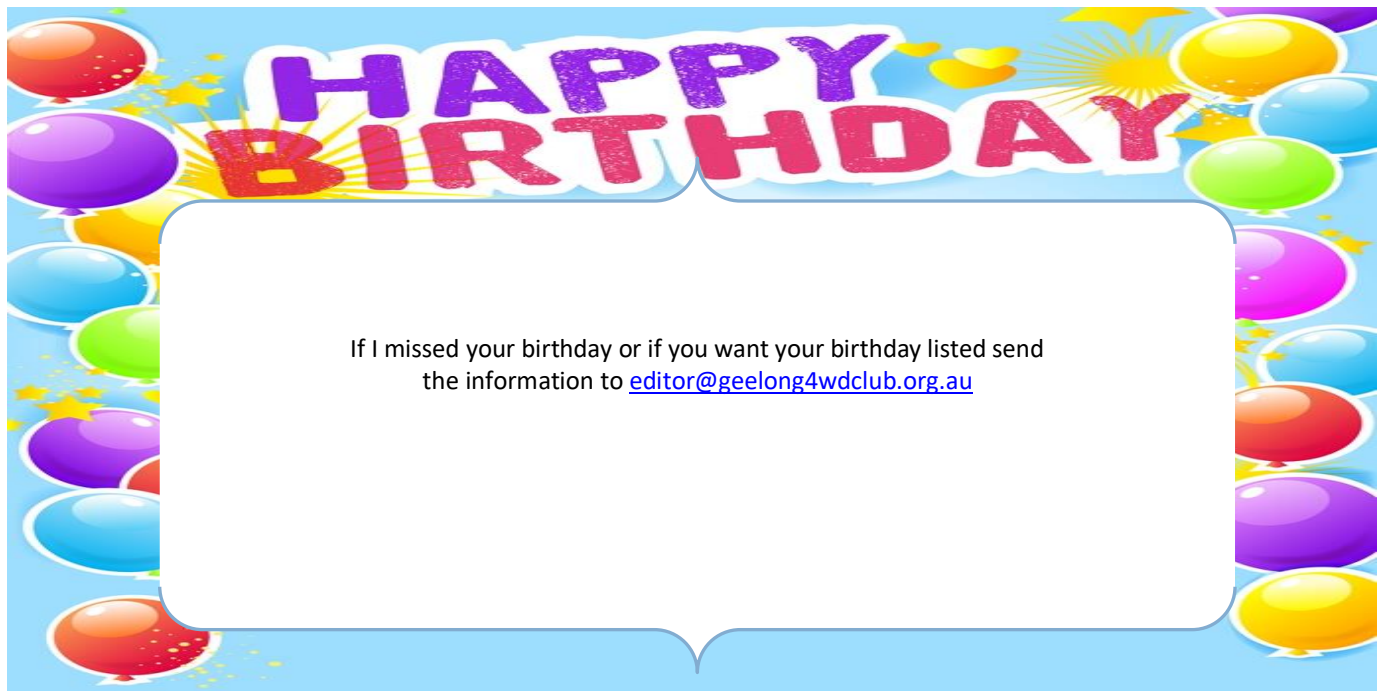 HAPPY
BIRTHDAY
If I missed your birthday or if you want your birthday listed send
the information to editor@geelong4wdclub.org.au